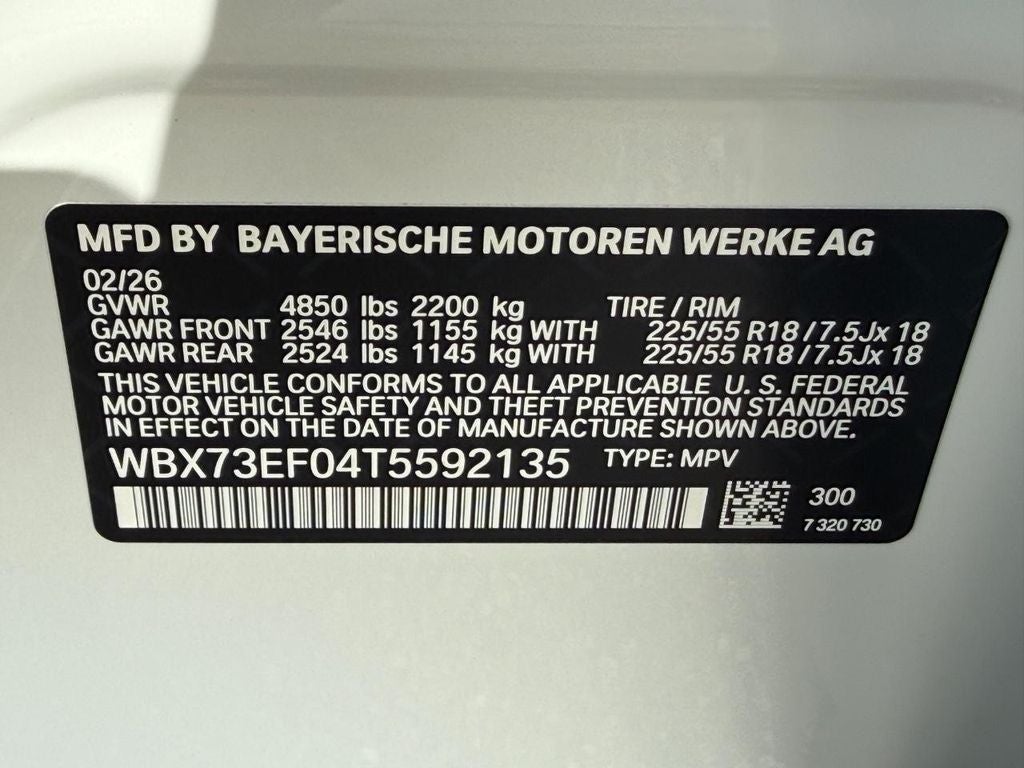 MFD BY BAYERISCHE MOTOREN WERKE AG
02/26
GVWR 4850 lbs 2200 kg TIRE / RIM
GAWR FRONT 2546 lbs 1155 kg WITH 225/55 R18 / 7.5Jx 18
GAWR REAR 2524 lbs 1145 kg WITH 225/55 R18 / 7.5Jx 18
THIS VEHICLE CONFORMS TO ALL APPLICABLE U. S. FEDERAL
MOTOR VEHICLE SAFETY AND THEFT PREVENTION STANDARDS
IN EFFECT ON THE DATE OF MANUFACTURE SHOWN ABOVE.
WBX73EF04T5592135 TYPE: MPV
300
7 320 730